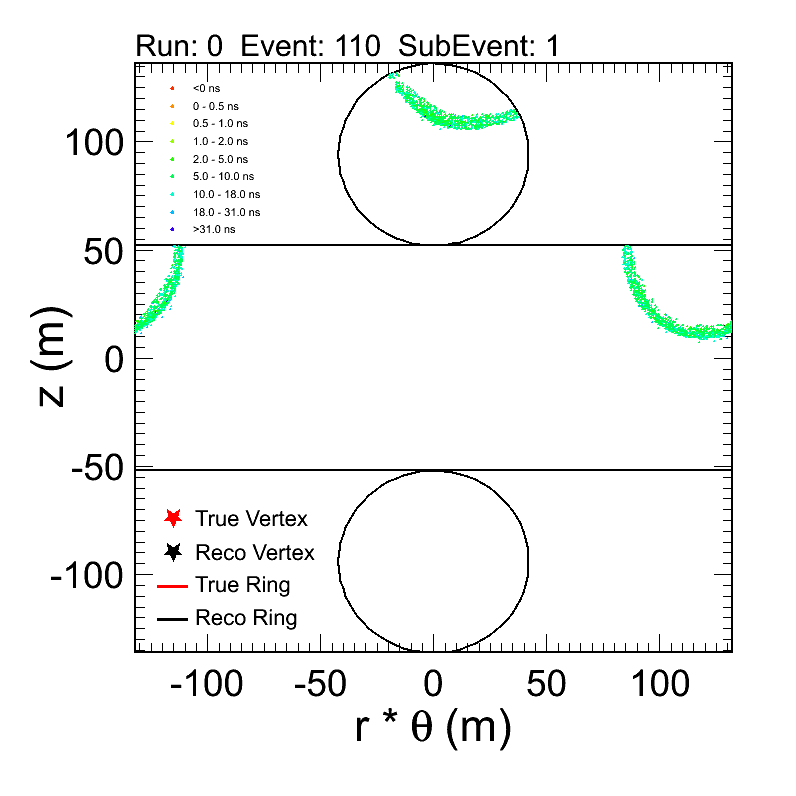 Run: 0  Event: 110  SubEvent: 1
<0 ns
0 - 0.5 ns
0.5 - 1.0 ns
1.0 - 2.0 ns
2.0 - 5.0 ns
5.0 - 10.0 ns
10.0 - 18.0 ns
18.0 - 31.0 ns
>31.0 ns
100
50
0
-50
-100
z (m)
True Vertex
Reco Vertex
True Ring
Reco Ring
-100 -50 0 50 100
r * θ (m)